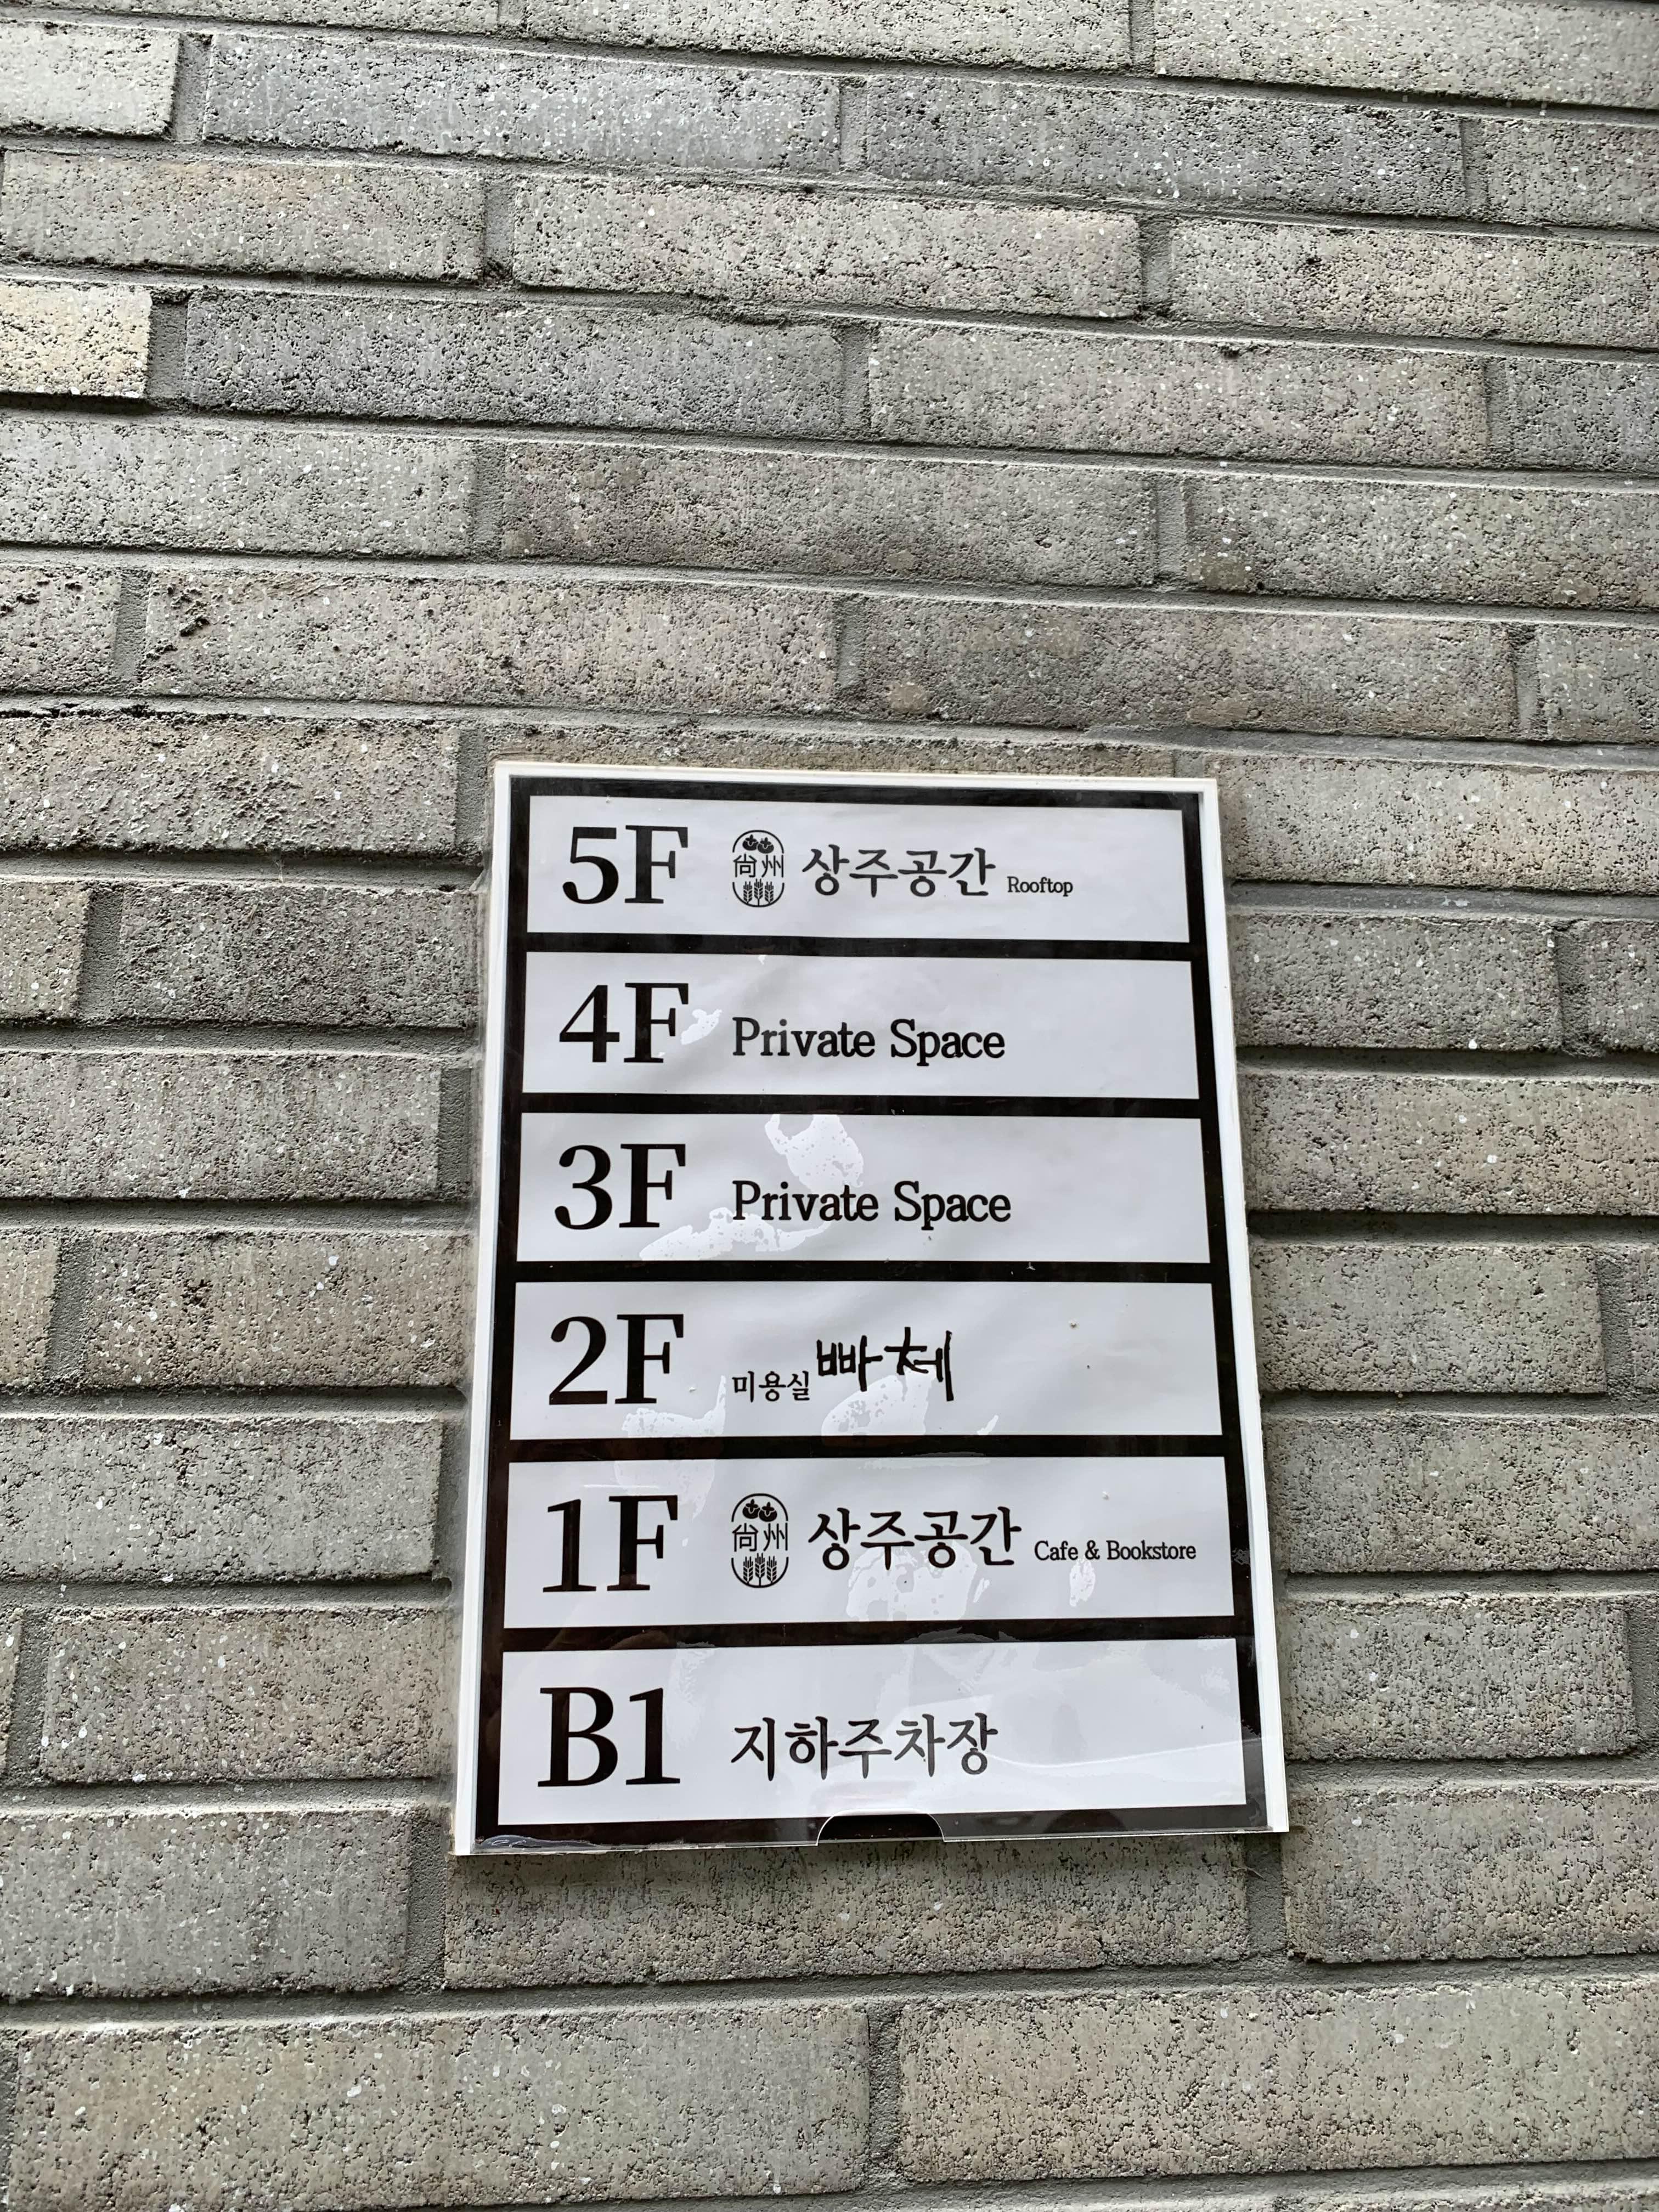 5F 尙州 상주공간 Rooftop
4F Private Space
3F Private Space
2F 미용실 빠체
1F 尙州 상주공간 Cafe & Bookstore
B1 지하주차장